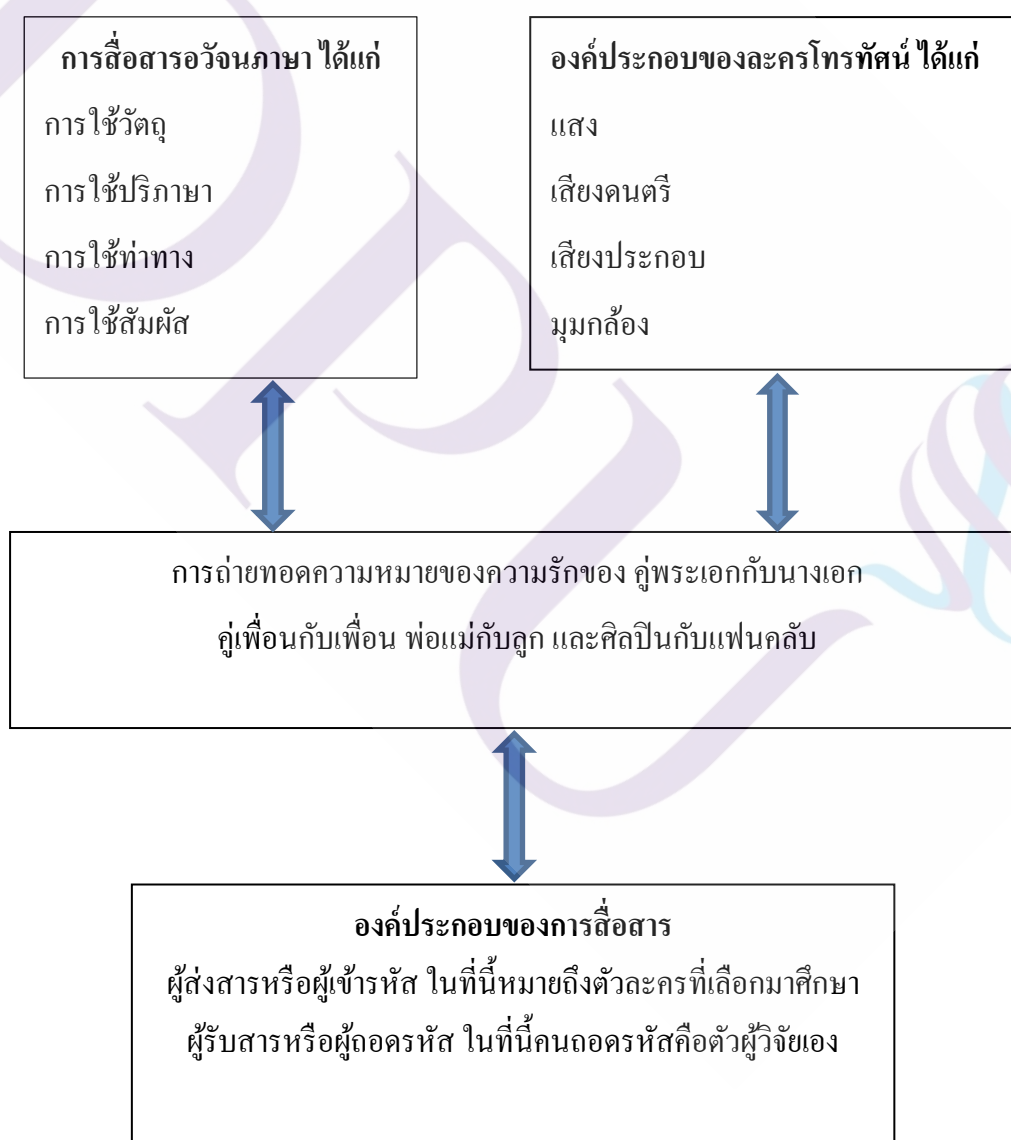 การสื่อสารอวัจนภาษา ได้แก่
การใช้วัตถุ
การใช้ปริภาษา
การใช้ท่าทาง
การใช้สัมผัส
องค์ประกอบของละครโทรทัศน์ ได้แก่
แสง
เสียงดนตรี
เสียงประกอบ
มุมกล้อง
การถ่ายทอดความหมายของความรักของ คู่พระเอกกับนางเอก
คู่เพื่อนกับเพื่อน พ่อแม่กับลูก และศิลปินกับแฟนคลับ
องค์ประกอบของการสื่อสาร
ผู้ส่งสารหรือผู้เข้ารหัส ในที่นี้หมายถึงตัวละครที่เลือกมาศึกษา
ผู้รับสารหรือผู้ถอดรหัส ในที่นี้คนถอดรหัสคือตัวผู้วิจัยเอง
DPU